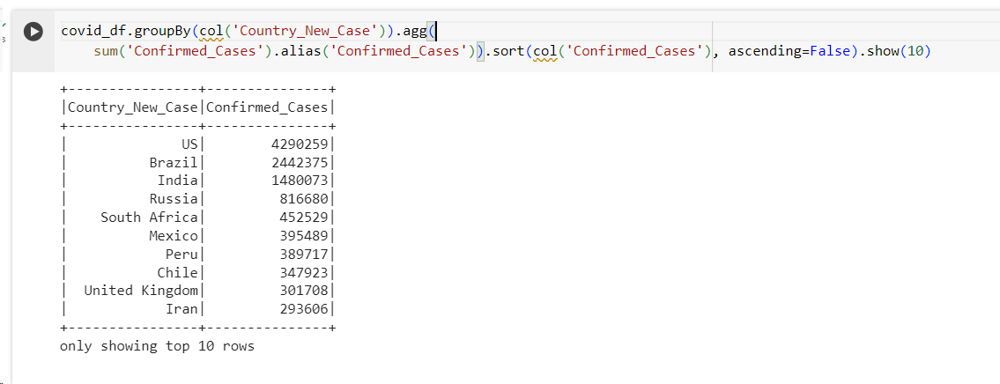 covid_df.groupBy(col('Country_New_Case')).agg(
    sum('Confirmed_Cases').alias('Confirmed_Cases')).sort(col('Confirmed_Cases'), ascending=False).show(10)
+----------------+---------------+
|Country_New_Case|Confirmed_Cases|
+----------------+---------------+
|              US|        4290259|
|          Brazil|        2442375|
|           India|        1480073|
|          Russia|         816680|
|    South Africa|         452529|
|          Mexico|         395489|
|            Peru|         389717|
|           Chile|         347923|
|  United Kingdom|         301708|
|            Iran|         293606|
+----------------+---------------+
only showing top 10 rows